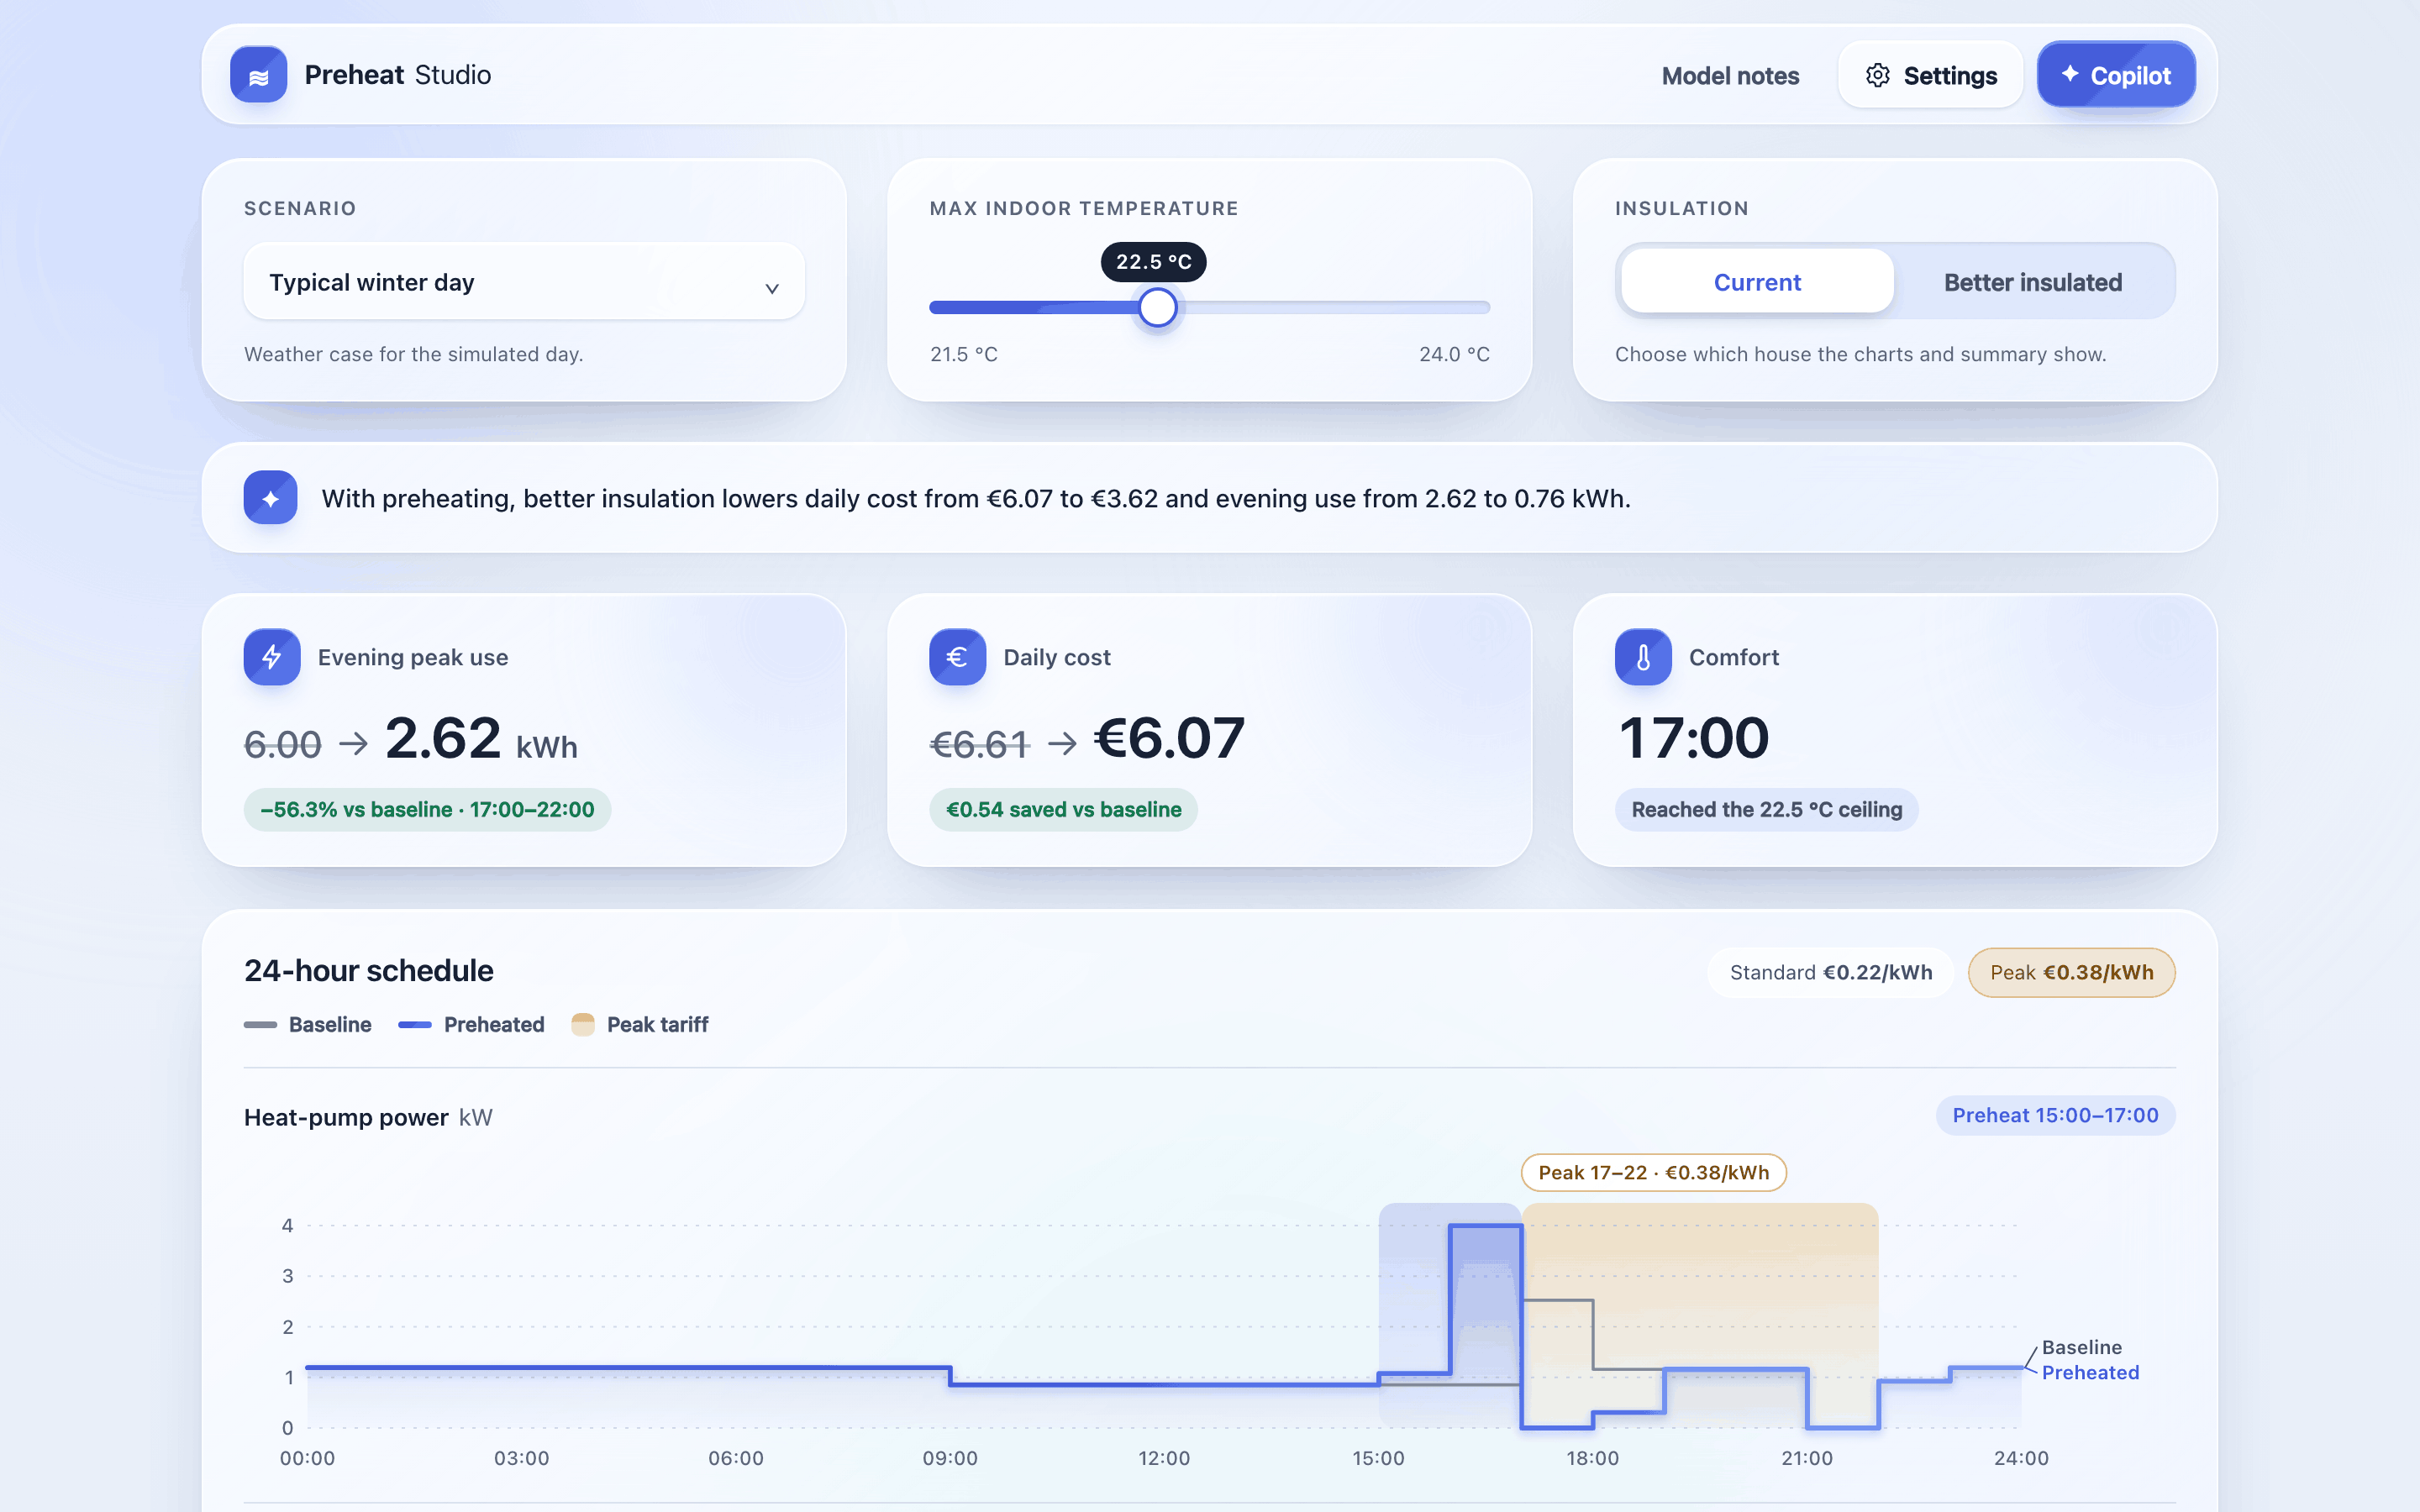 Preheat Studio
Model notes
Settings
Copilot
SCENARIO
Typical winter day
Weather case for the simulated day.
MAX INDOOR TEMPERATURE
22.5 °C
21.5 °C
24.0 °C
INSULATION
Current
Better insulated
Choose which house the charts and summary show.
With preheating, better insulation lowers daily cost from €6.07 to €3.62 and evening use from 2.62 to 0.76 kWh.
Evening peak use
6.00 → 2.62 kWh
−56.3% vs baseline · 17:00–22:00
€
Daily cost
€6.61 → €6.07
€0.54 saved vs baseline
Comfort
17:00
Reached the 22.5 °C ceiling
24-hour schedule
Standard €0.22/kWh
Peak €0.38/kWh
Baseline
Preheated
Peak tariff
Heat-pump power kW
Preheat 15:00–17:00
Peak 17–22 · €0.38/kWh
4
3
2
1
0
Baseline
Preheated
00:00
03:00
06:00
09:00
12:00
15:00
18:00
21:00
24:00